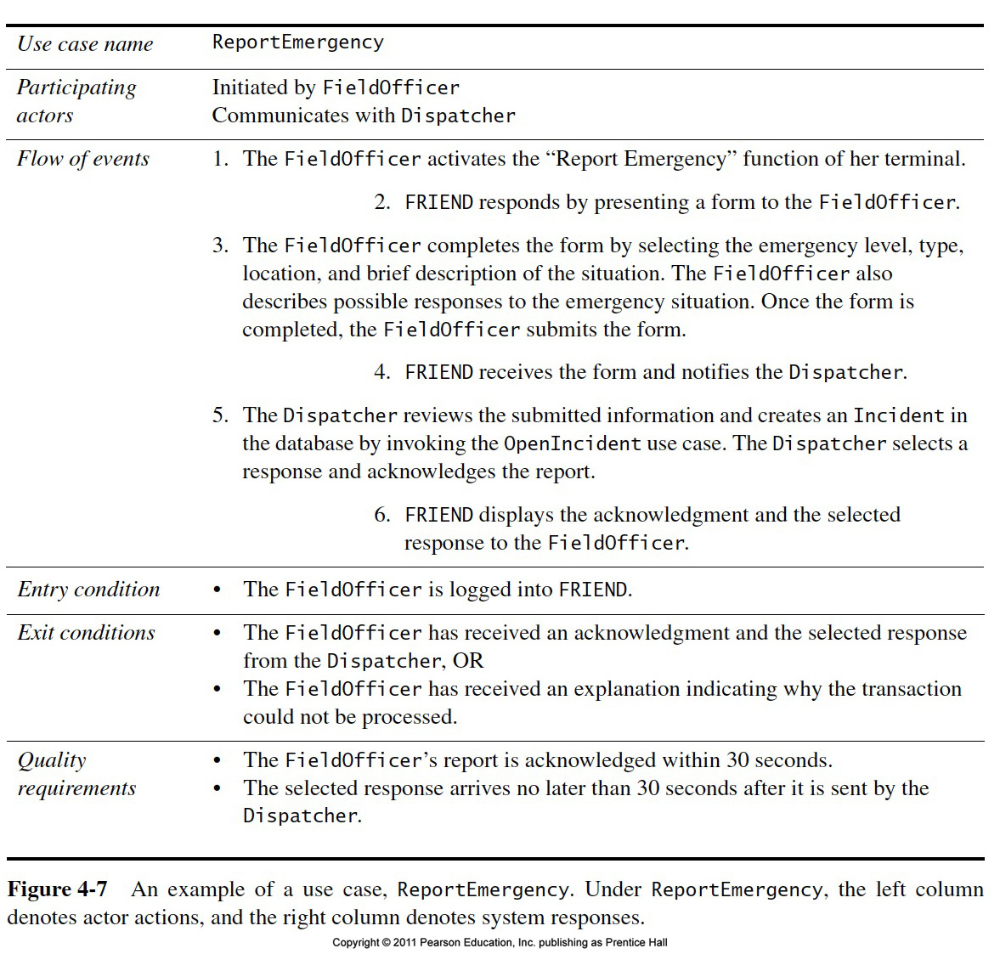 Use case name ReportEmergency
Participating Initiated by FieldOfficer
actors Communicates with Dispatcher
Flow of events 1. The FieldOfficer activates the “Report Emergency” function of her terminal.
2. FRIEND responds by presenting a form to the FieldOfficer.
3. The FieldOfficer completes the form by selecting the emergency level, type,
location, and brief description of the situation. The FieldOfficer also
describes possible responses to the emergency situation. Once the form is
completed, the FieldOfficer submits the form.
4. FRIEND receives the form and notifies the Dispatcher.
5. The Dispatcher reviews the submitted information and creates an Incident in
the database by invoking the OpenIncident use case. The Dispatcher selects a
response and acknowledges the report.
6. FRIEND displays the acknowledgment and the selected
response to the FieldOfficer.
Entry condition • The FieldOfficer is logged into FRIEND.
Exit conditions • The FieldOfficer has received an acknowledgment and the selected response
from the Dispatcher, OR
• The FieldOfficer has received an explanation indicating why the transaction
could not be processed.
Quality • The FieldOfficer’s report is acknowledged within 30 seconds.
requirements • The selected response arrives no later than 30 seconds after it is sent by the
Dispatcher.
Figure 4-7 An example of a use case, ReportEmergency. Under ReportEmergency, the left column
denotes actor actions, and the right column denotes system responses.
Copyright © 2011 Pearson Education, Inc. publishing as Prentice Hall